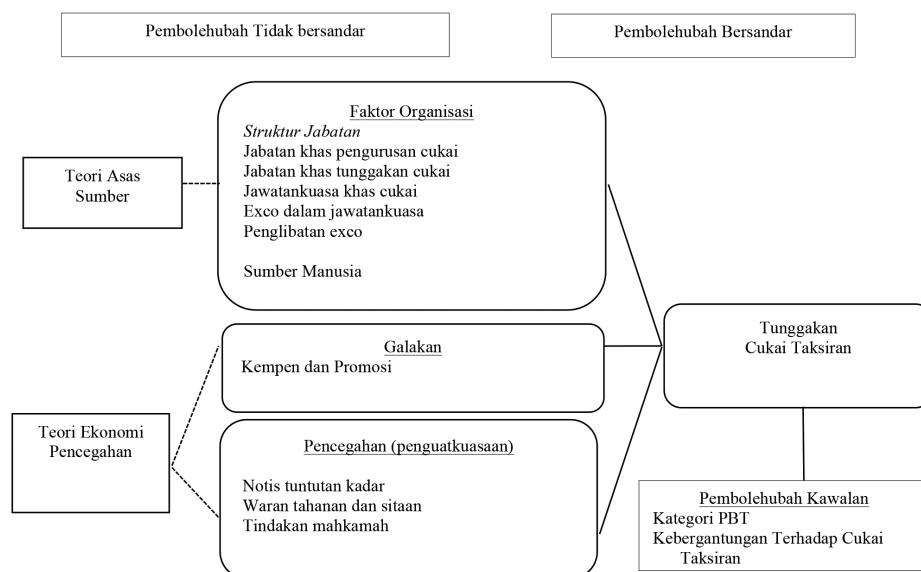 Pembolehubah Tidak bersandar
Pembolehubah Bersandar
Faktor Organisasi
Struktur Jabatan
Jabatan khas pengurusan cukai
Jabatan khas tunggakan cukai
Jawatankuasa khas cukai
Exco dalam jawatankuasa
Penglibatan exco
Sumber Manusia
Teori Asas
Sumber
Galakan
Kempen dan Promosi
Tunggakan
Cukai Taksiran
Teori Ekonomi
Pencegahan
Pencegahan (penguatkuasaan)
Notis tuntutan kadar
Waran tahanan dan sitaan
Tindakan mahkamah
Pembolehubah Kawalan
Kategori PBT
Kebergantungan Terhadap Cukai
Taksiran